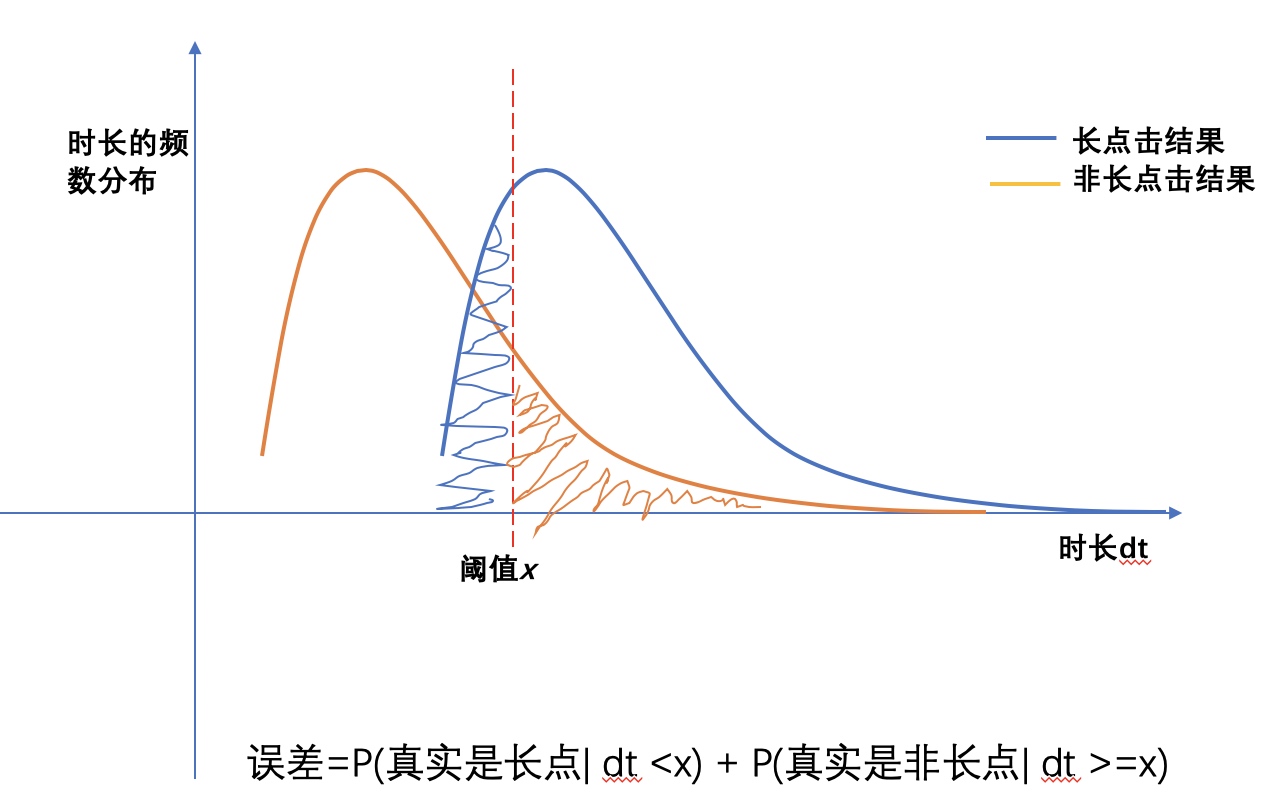 时长的频
数分布
长点击结果
非长点击结果
时长dt
阈值x
误差=P(真实是长点| dt <x) + P(真实是非长点| dt >=x)